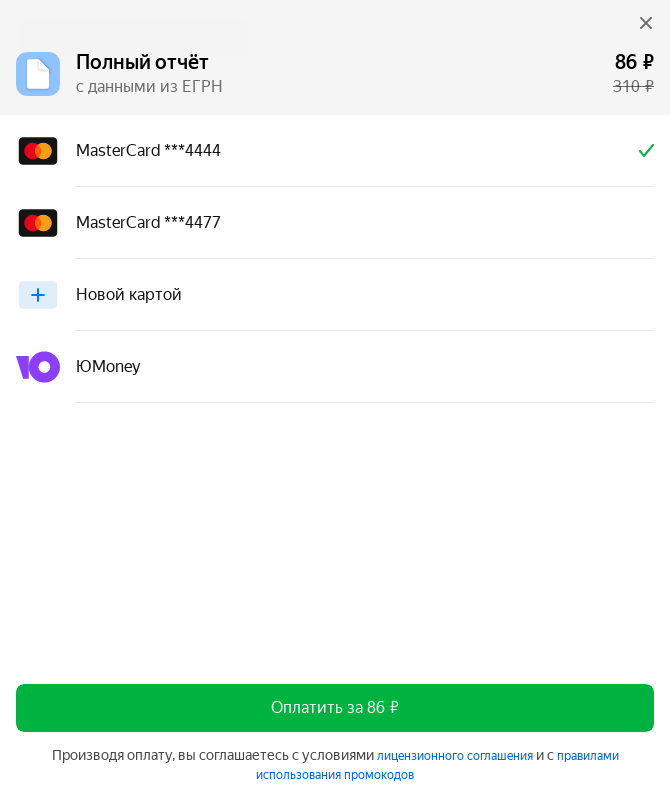 Полный отчёт
86 ₽
с данными из ЕГРН
310 ₽
MasterCard ***4444
MasterCard ***4477
Новой картой
ЮMoney
Оплатить за 86 ₽
Производя оплату, вы соглашаетесь с условиями лицензионного соглашения и с правилами
использования промокодов